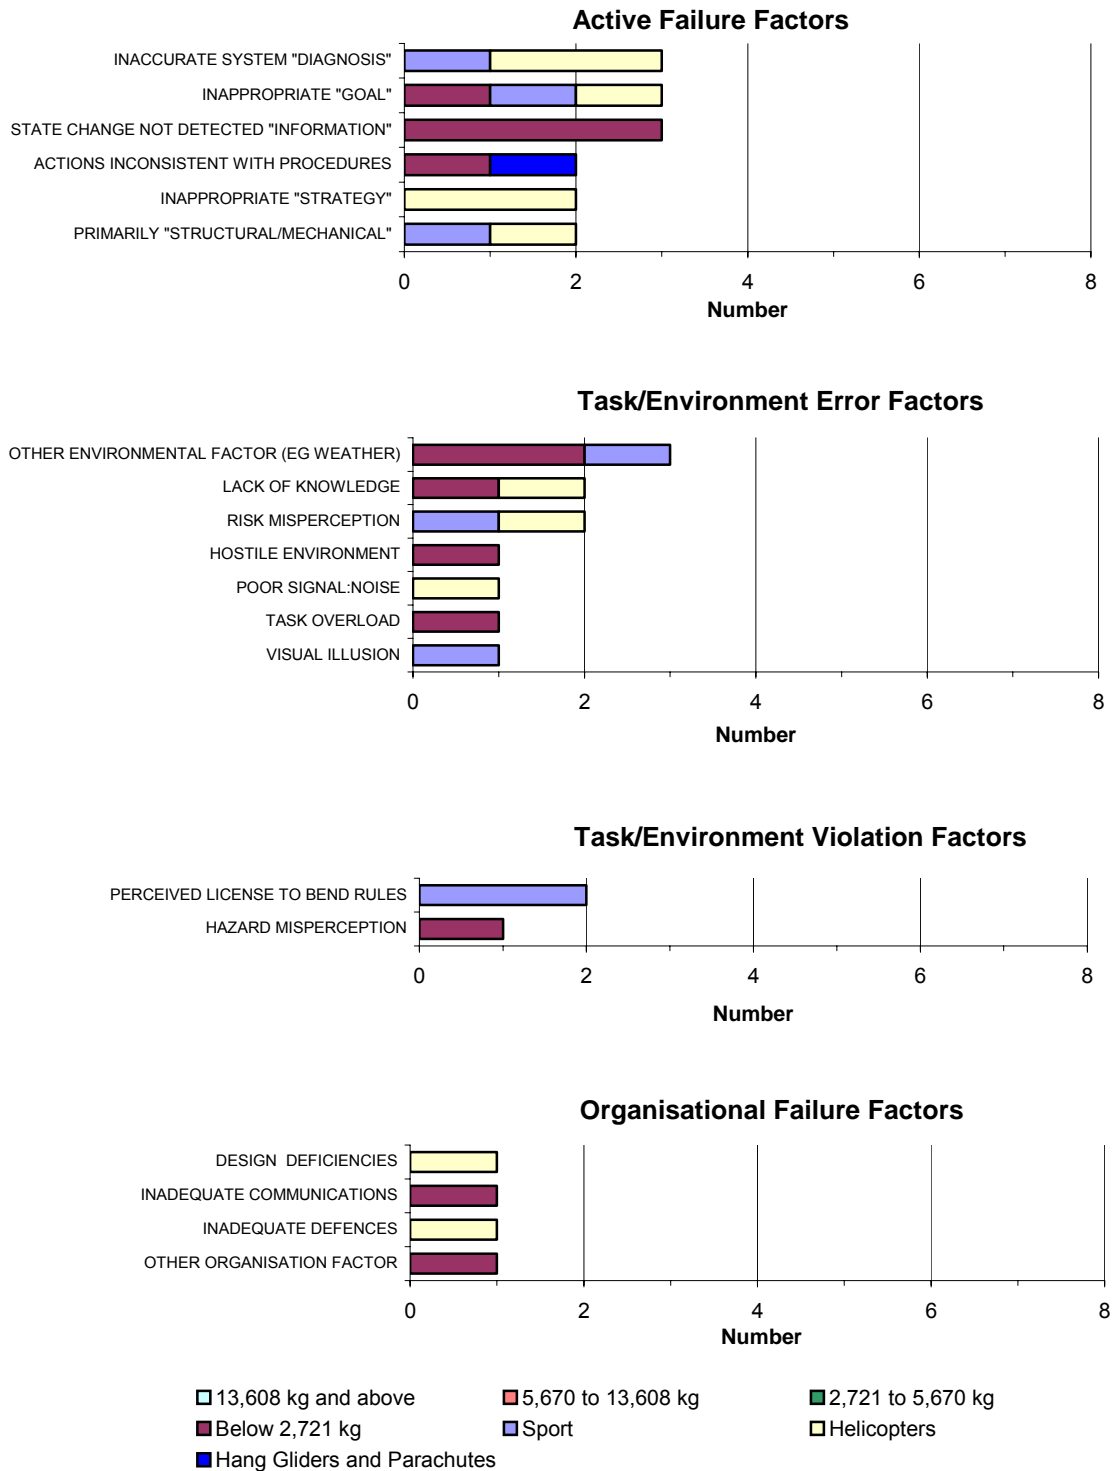 Active Failure Factors
INACCURATE SYSTEM "DIAGNOSIS"
INAPPROPRIATE "GOAL"
STATE CHANGE NOT DETECTED "INFORMATION"
ACTIONS INCONSISTENT WITH PROCEDURES
INAPPROPRIATE "STRATEGY"
PRIMARILY "STRUCTURAL/MECHANICAL"
0 2 4 6 8
Number
Task/Environment Error Factors
OTHER ENVIRONMENTAL FACTOR (EG WEATHER)
LACK OF KNOWLEDGE
RISK MISPERCEPTION
HOSTILE ENVIRONMENT
POOR SIGNAL:NOISE
TASK OVERLOAD
VISUAL ILLUSION
0 2 4 6 8
Number
Task/Environment Violation Factors
PERCEIVED LICENSE TO BEND RULES
HAZARD MISPERCEPTION
0 2 4 6 8
Number
Organisational Failure Factors
DESIGN DEFICIENCIES
INADEQUATE COMMUNICATIONS
INADEQUATE DEFENCES
OTHER ORGANISATION FACTOR
0 2 4 6 8
Number
13,608 kg and above 5,670 to 13,608 kg 2,721 to 5,670 kg
Below 2,721 kg Sport Helicopters
Hang Gliders and Parachutes